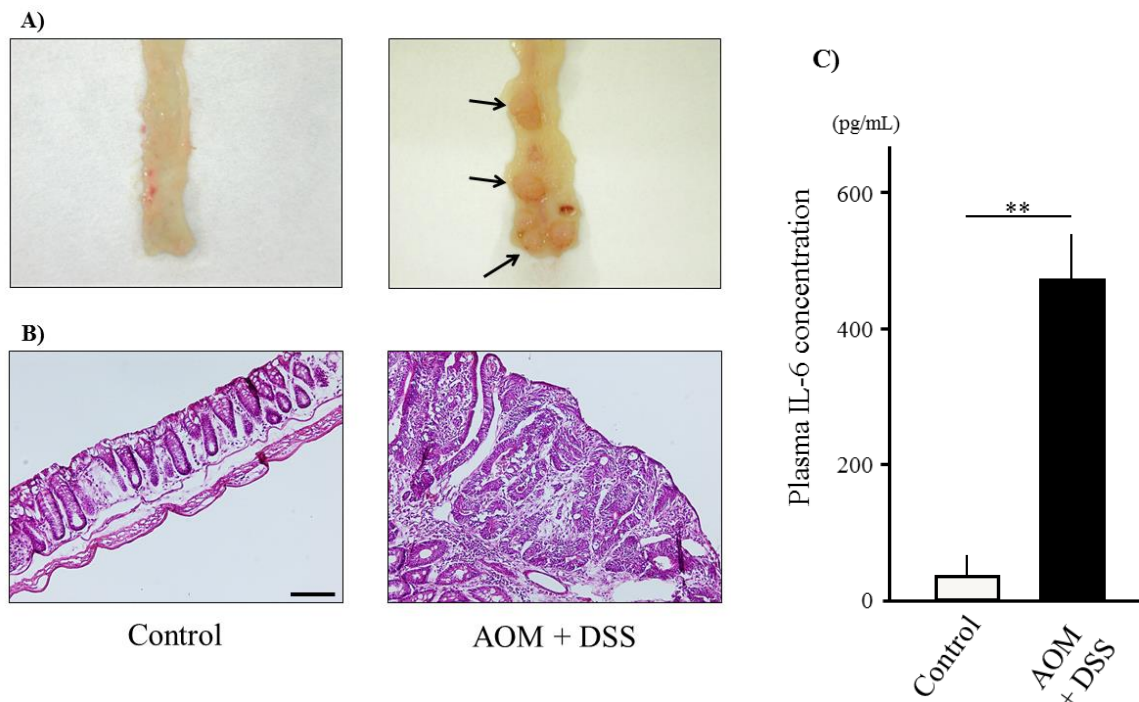 A)
B)
Control
AOM + DSS
C)
(pg/mL)
Plasma IL-6 concentration
600
400
200
0
**
Control
AOM
+ DSS